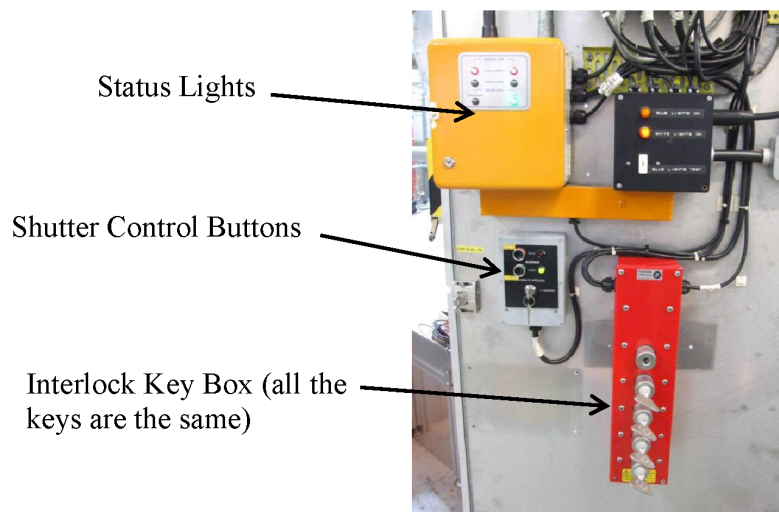 Status Lights
BLUE LIGHTS ON
WHITE LIGHTS ON
BLUE LIGHTS TEST
Shutter Control Buttons
Interlock Key Box (all the
keys are the same)